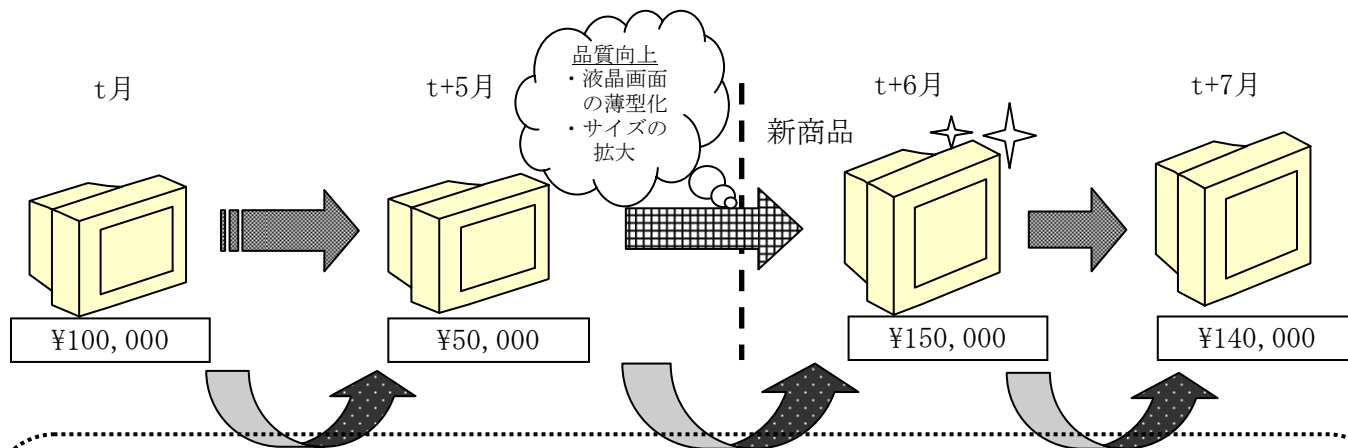 t月
t+5月
品質向上
・液晶画面
の薄型化
・サイズの
拡大
新商品
t+6月
t+7月
¥100,000
¥50,000
¥150,000
¥140,000